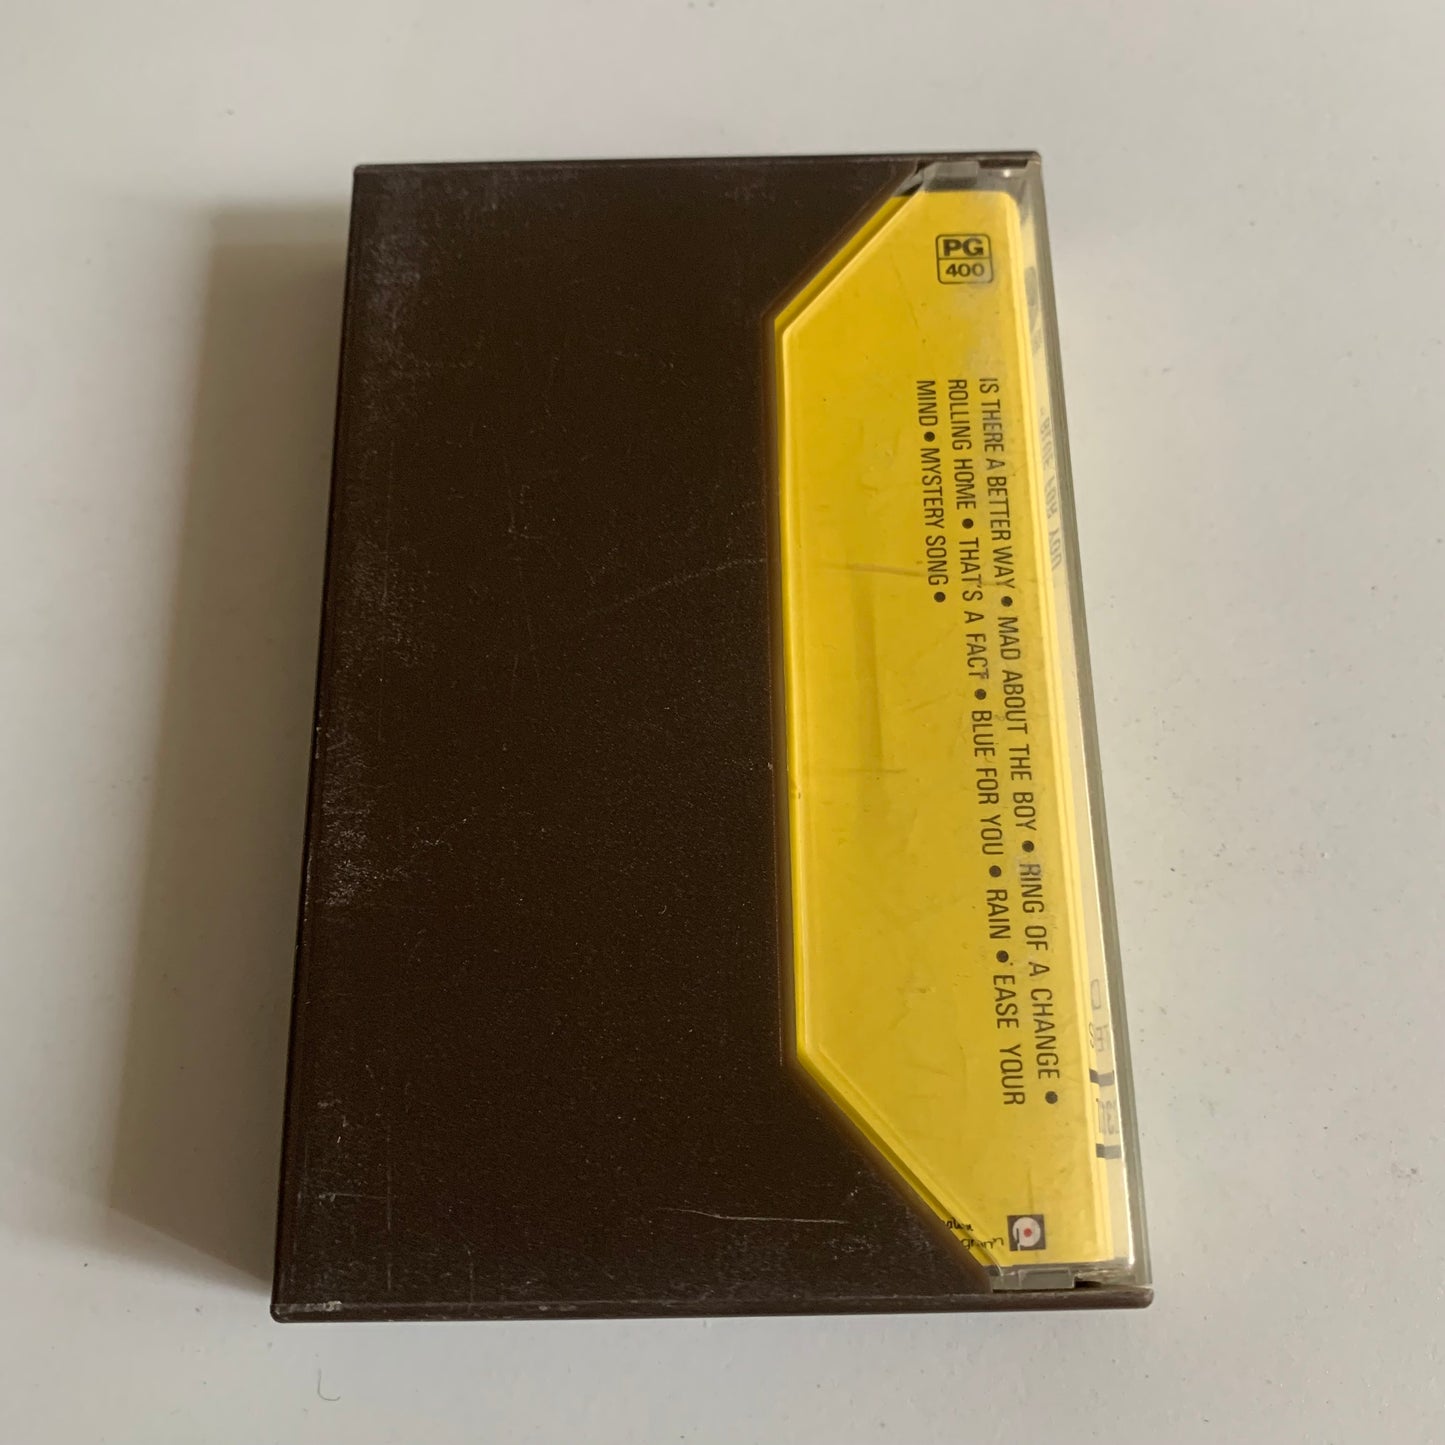 PG
400
IS THERE A BETTER WAY • MAD ABOUT THE BOY • RING OF A CHANGE •
ROLLING HOME • THAT'S A FACT • BLUE FOR YOU • RAIN • EASE YOUR
MIND • MYSTERY SONG •